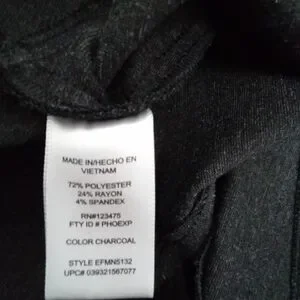 MADE IN/HECHO EN
VIETNAM
72% POLYESTER
24% RAYON
4% SPANDEX
RN#123475
FTY ID # PHOEXP
COLOR CHARCOAL
STYLE EFMN5132
UPC# 039321567077